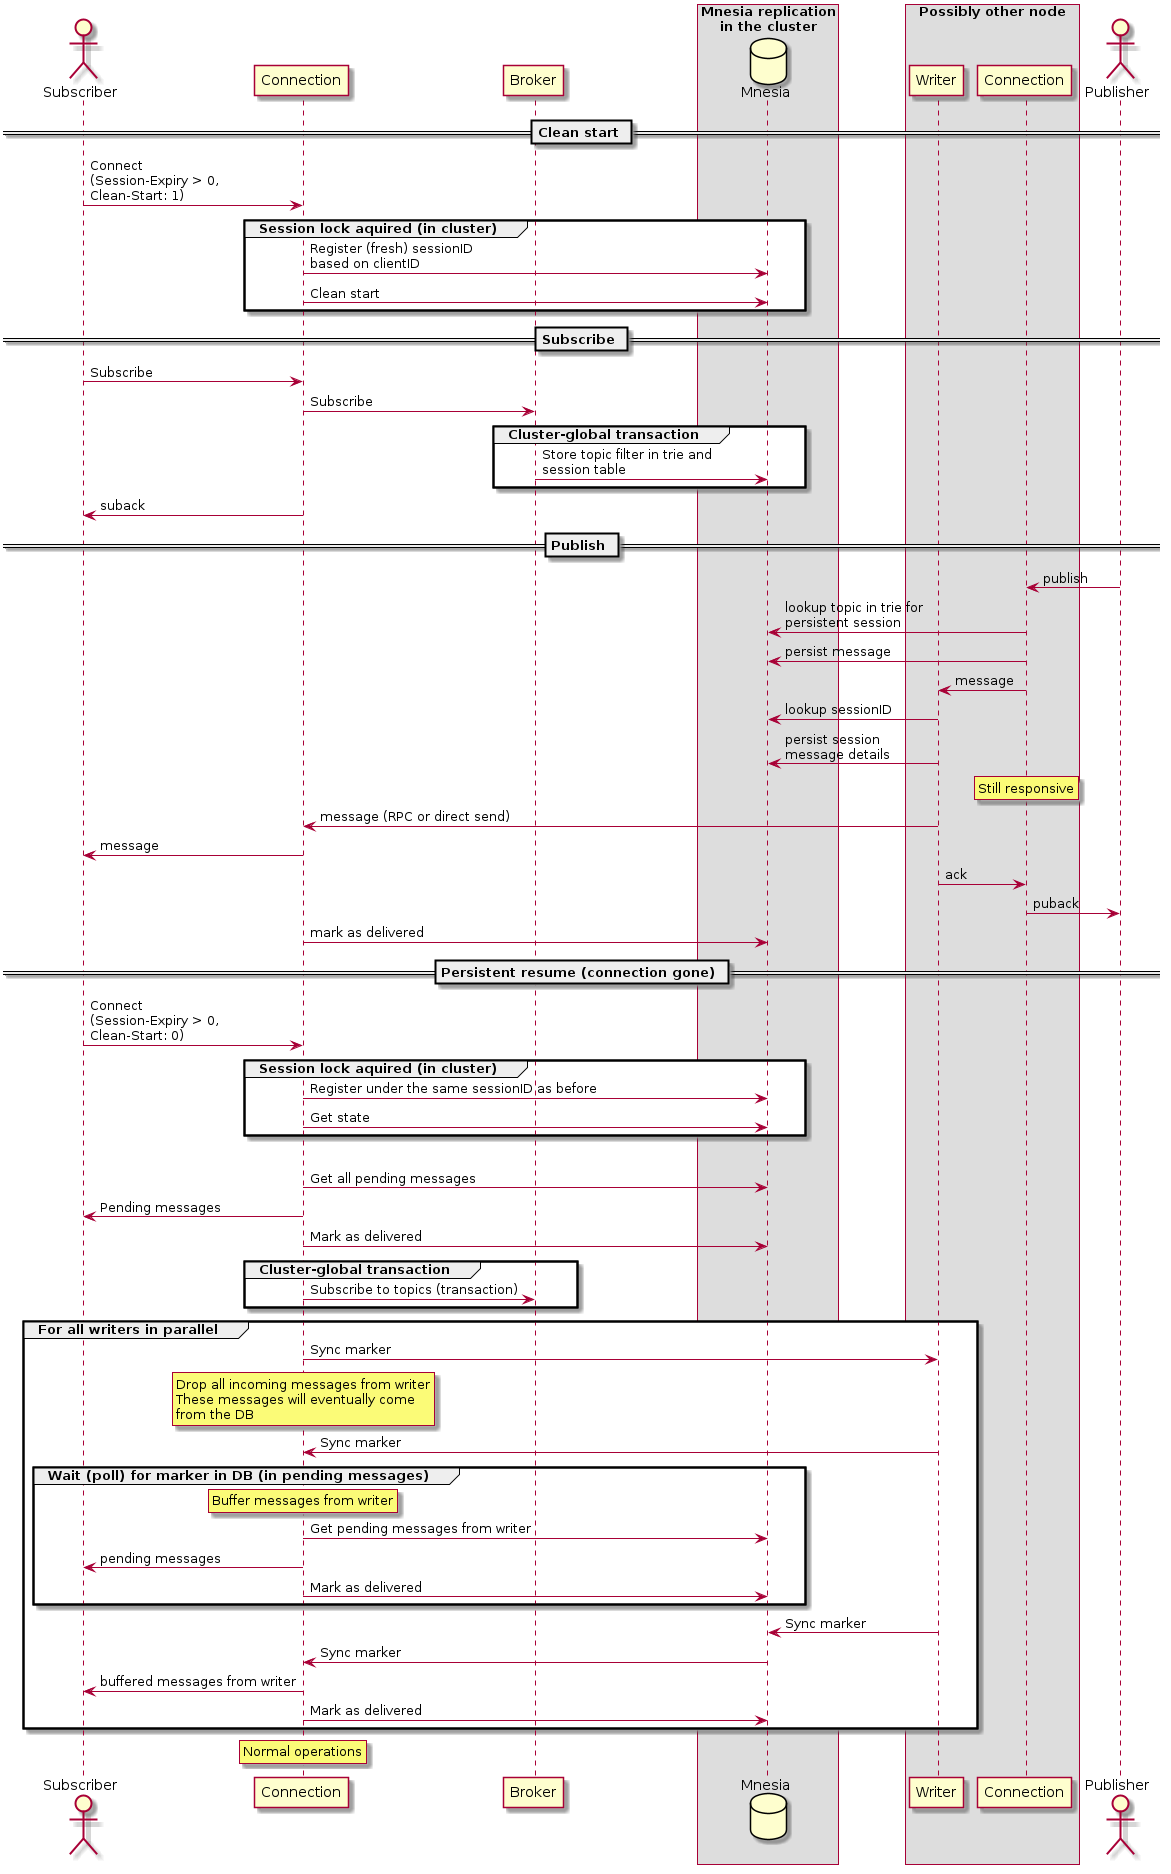 Mnesia replication
in the cluster
Possibly other node
Subscriber
Connection
Broker
Mnesia
Writer
Connection
Publisher
Clean start
Connect
(Session-Expiry > 0,
Clean-Start: 1)
Session lock aquired (in cluster)
Register (fresh) sessionID
based on clientID
Clean start
Subscribe
Subscribe
Subscribe
Cluster-global transaction
Store topic filter in trie and
session table
suback
Publish
publish
lookup topic in trie for
persistent session
persist message
message
lookup sessionID
persist session
message details
Still responsive
message (RPC or direct send)
message
ack
puback
mark as delivered
Persistent resume (connection gone)
Connect
(Session-Expiry > 0,
Clean-Start: 0)
Session lock aquired (in cluster)
Register under the same sessionID as before
Get state
Get all pending messages
Pending messages
Mark as delivered
Cluster-global transaction
Subscribe to topics (transaction)
For all writers in parallel
Sync marker
Drop all incoming messages from writer
These messages will eventually come
from the DB
Sync marker
Wait (poll) for marker in DB (in pending messages)
Buffer messages from writer
Get pending messages from writer
pending messages
Mark as delivered
Sync marker
Sync marker
buffered messages from writer
Mark as delivered
Normal operations
Subscriber
Connection
Broker
Mnesia
Writer
Connection
Publisher